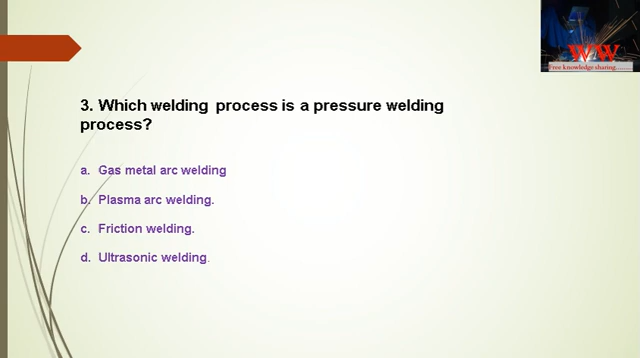 WW
Free knowledge sharing........
3. Which welding process is a pressure welding
process?
a. Gas metal arc welding
b. Plasma arc welding.
c. Friction welding.
d. Ultrasonic welding.